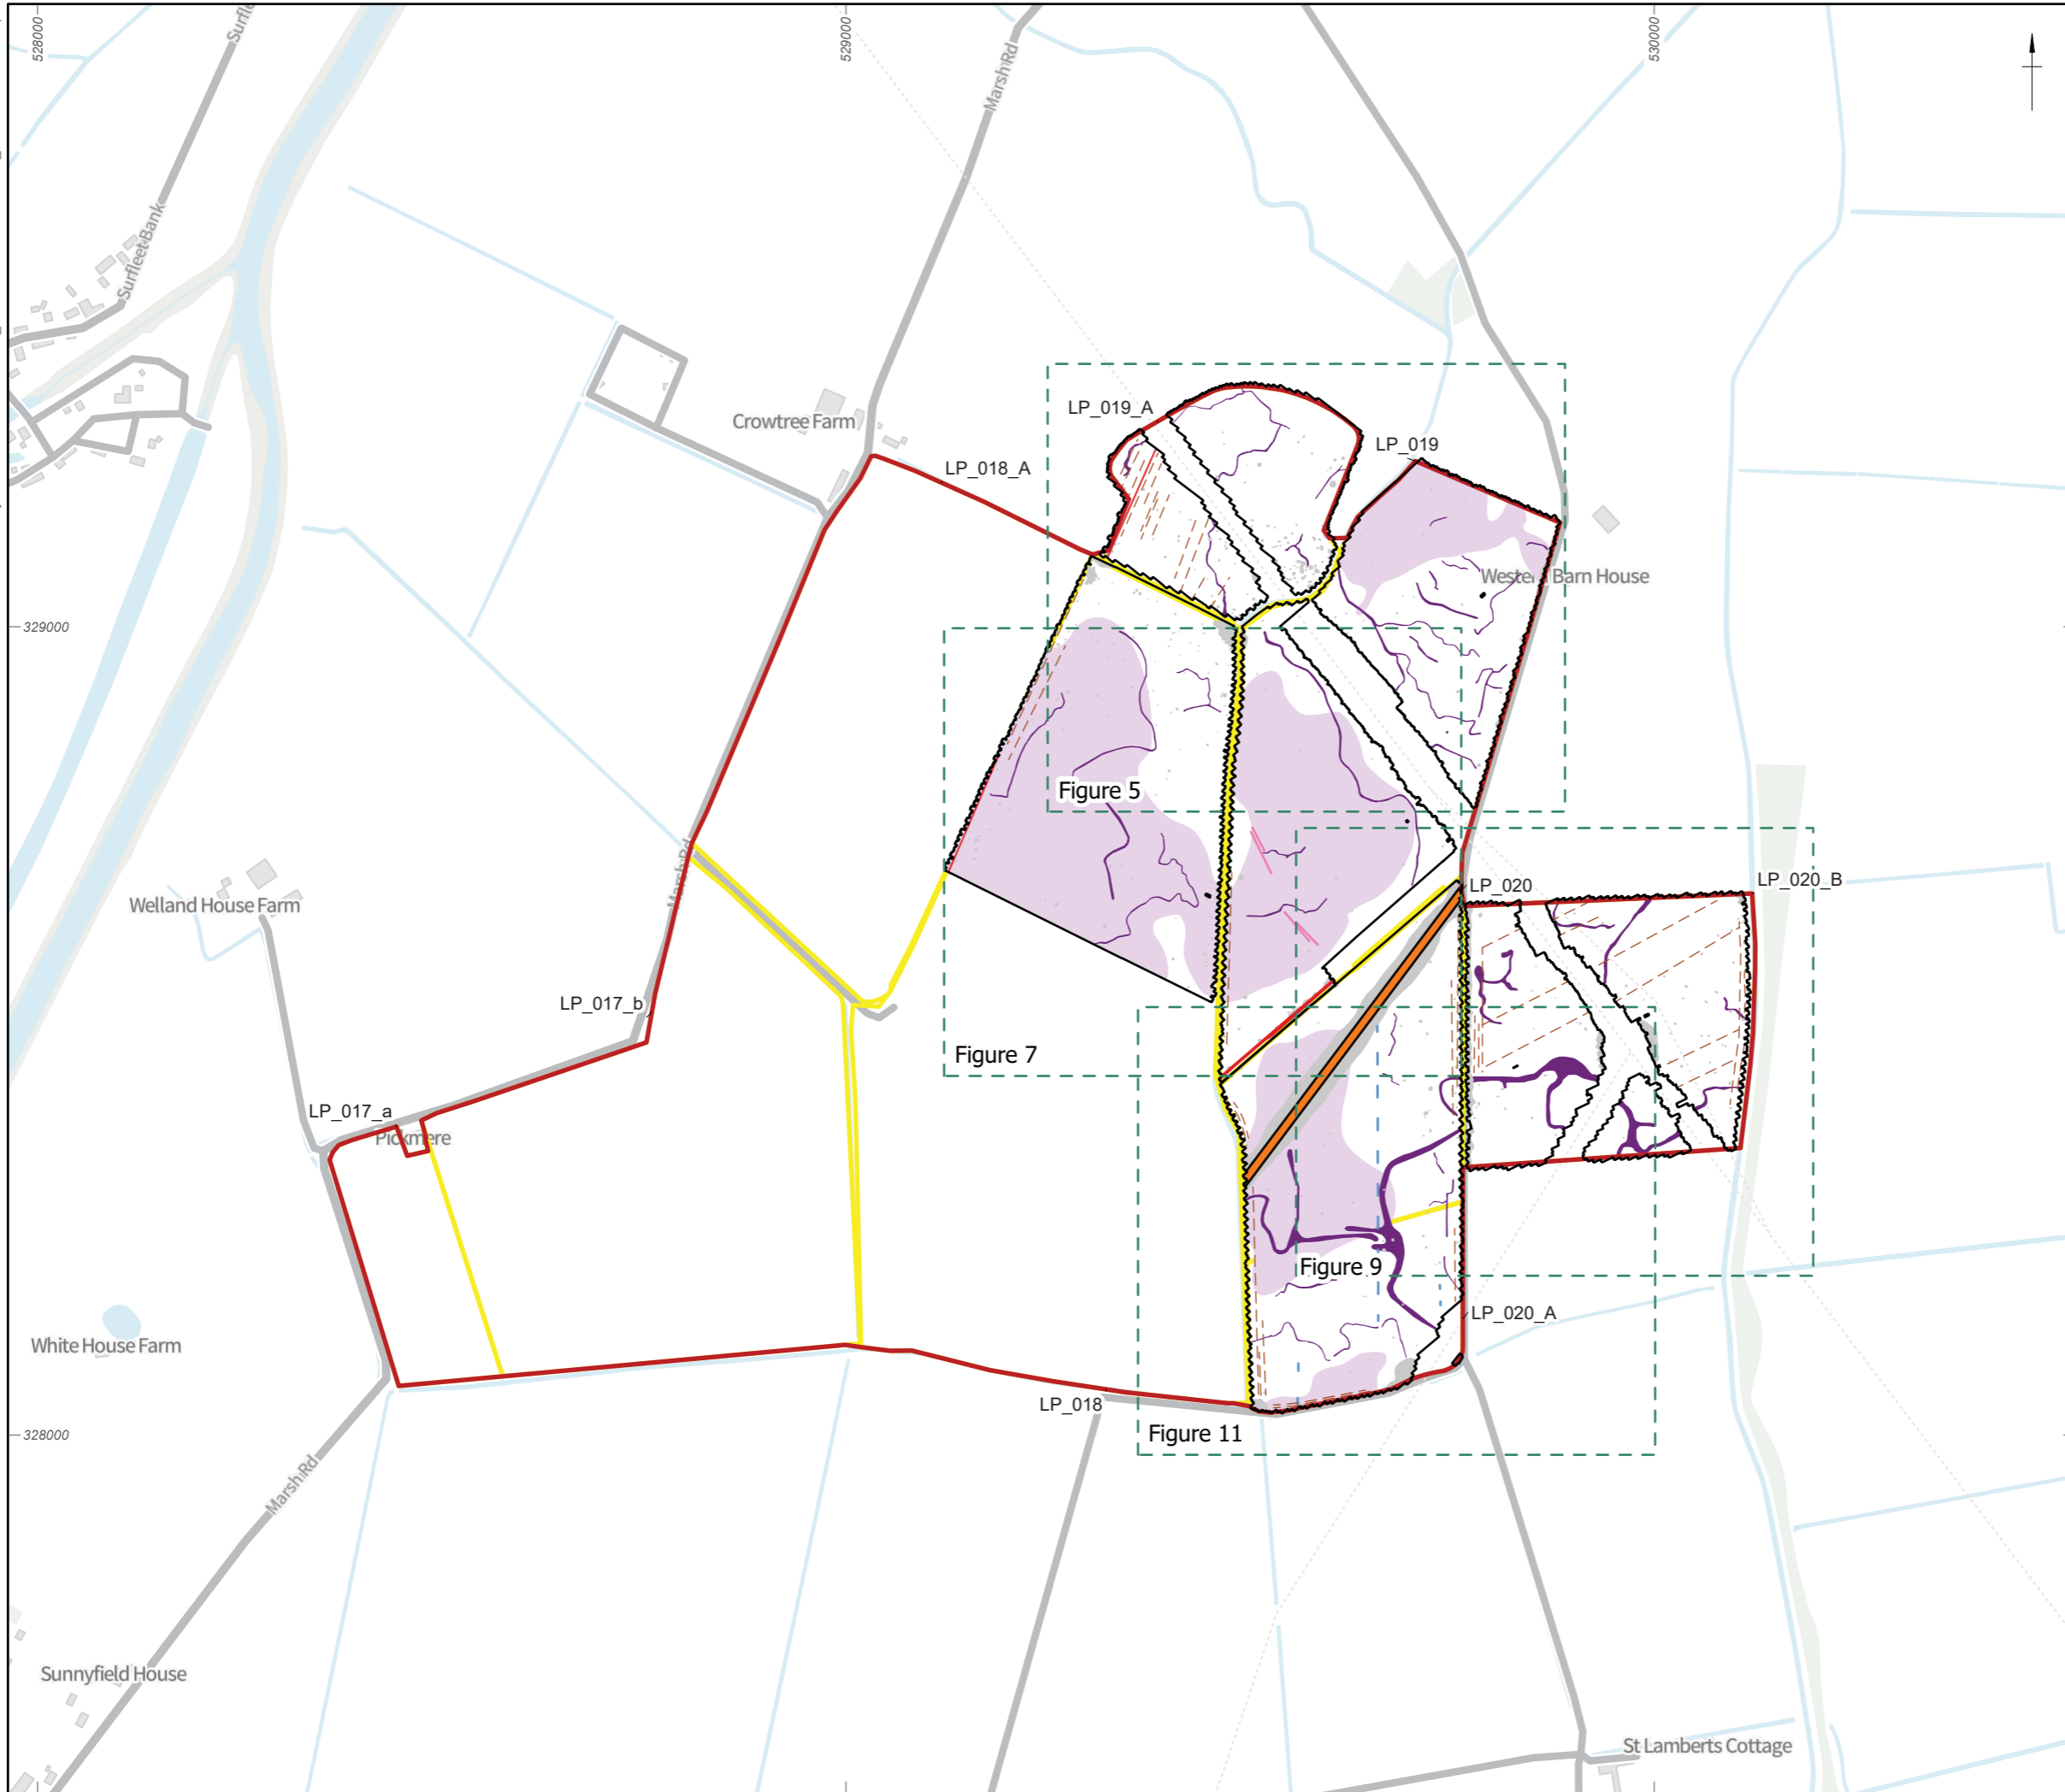 528000
529000
530000
Surfle
Marsh Rd
Surfleet Bank
LP_019_A
Crowtree Farm
LP_019
LP_018_A
Western Barn House
329000
Figure 5
Marsh Rd
LP_020
LP_020_B
Welland House Farm
LP_017_b
Figure 7
LP_017_a
Pickmere
Figure 9
LP_020_A
White House Farm
LP_018
328000
Figure 11
Marsh Rd
Sunnyfield House
St Lamberts Cottage